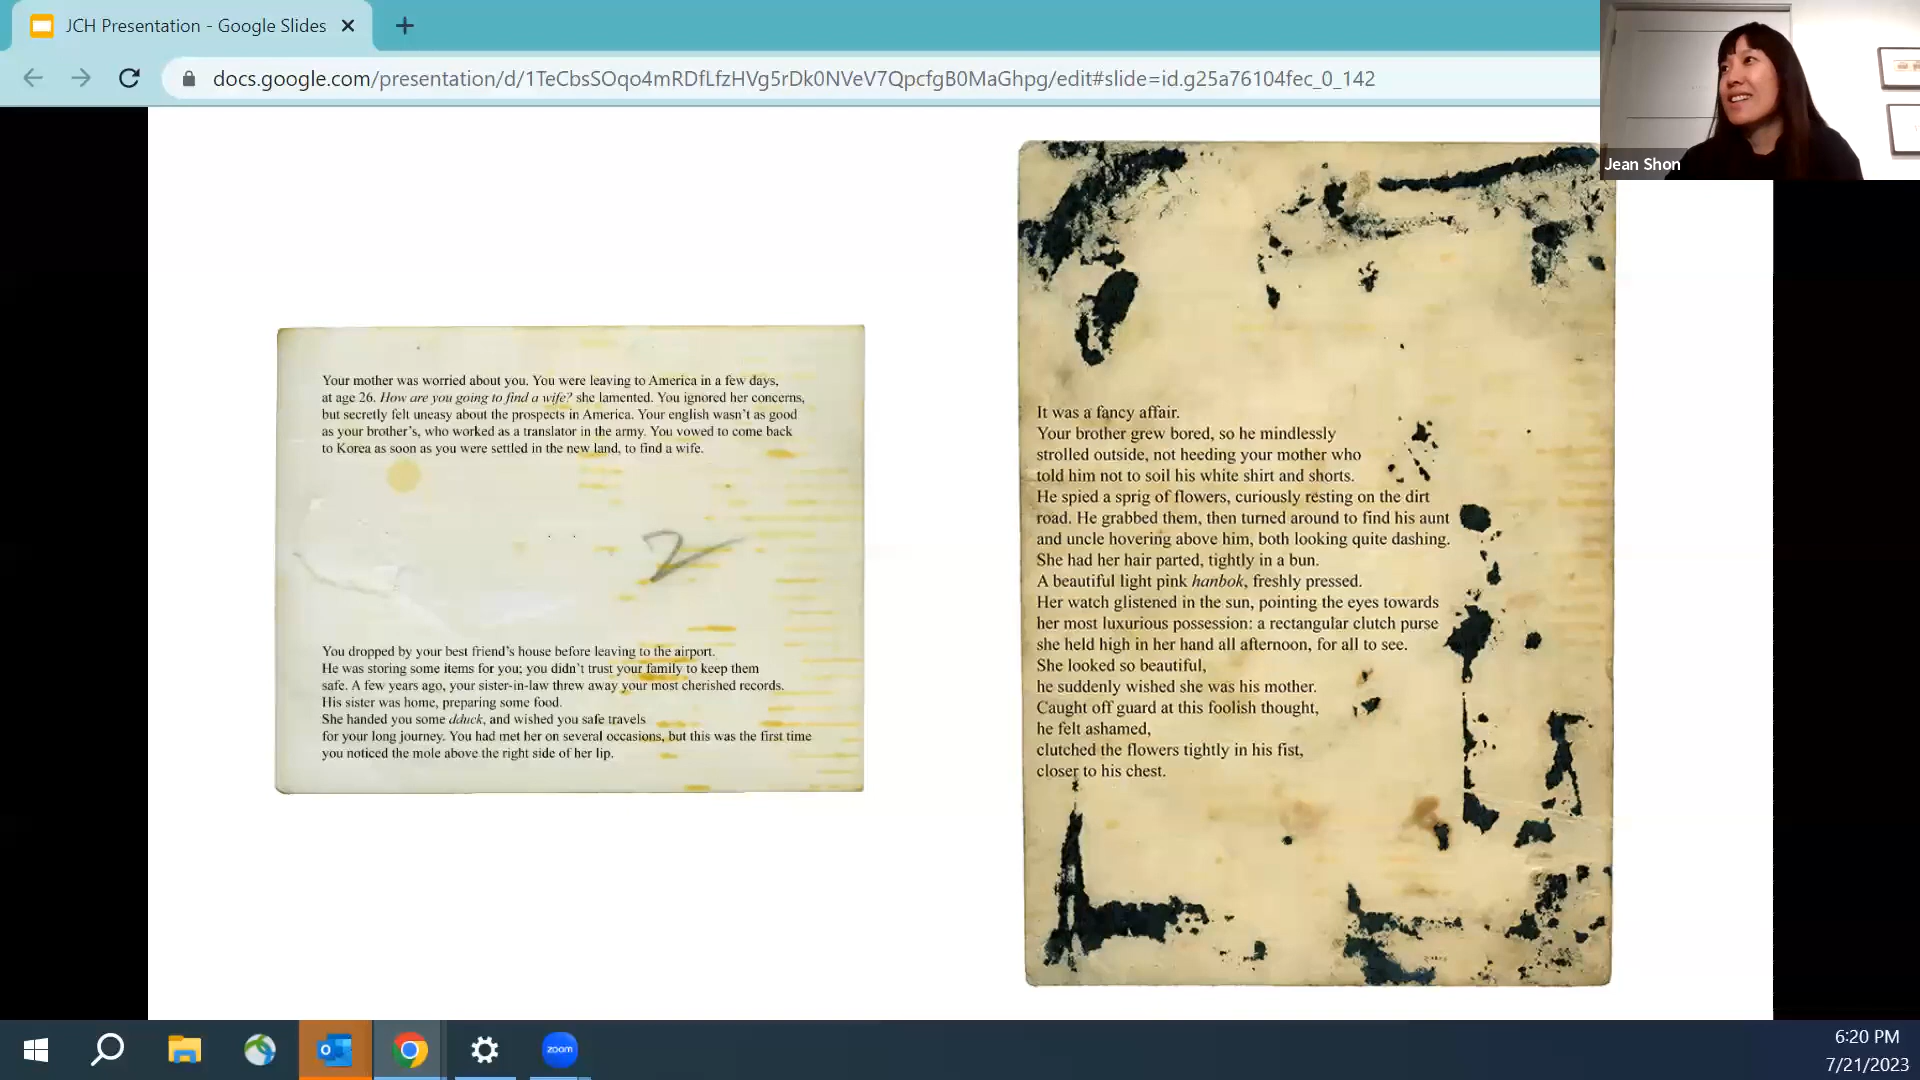 JCH Presentation - Google Slides
docs.google.com/presentation/d/1TeCbsSOqo4mRDfLfzHVg5rDk0NVeV7QpcfgB0MaGhpg/edit#slide=id.g25a76104fec_0_142
Jean Shon
Your mother was worried about you. You were leaving to America in a few days,
at age 26. How are you going to find a wife? she lamented. You ignored her concerns,
but secretly felt uneasy about the prospects in America. Your english wasn't as good
as your brother's, who worked as a translator in the army. You vowed to come back
to Korea as soon as you were settled in the new land, to find a wife.
2
You dropped by your best friend's house before leaving to the airport.
He was storing some items for you; you didn't trust your family to keep them
safe. A few years ago, your sister-in-law threw away your most cherished records.
His sister was home, preparing some food.
She handed you some dduck, and wished you safe travels
for your long journey. You had met her on several occasions, but this was the first time
you noticed the mole above the right side of her lip.
It was a fancy affair.
Your brother grew bored, so he mindlessly
strolled outside, not heeding your mother who
told him not to soil his white shirt and shorts.
He spied a sprig of flowers, curiously resting on the dirt
road. He grabbed them, then turned around to find his aunt
and uncle hovering above him, both looking quite dashing.
She had her hair parted, tightly in a bun.
A beautiful light pink hanbok, freshly pressed.
Her watch glistened in the sun, pointing the eyes towards
her most luxurious possession: a rectangular clutch purse
she held high in her hand all afternoon, for all to see.
She looked so beautiful,
he suddenly wished she was his mother.
Caught off guard at this foolish thought,
he felt ashamed,
clutched the flowers tightly in his fist,
closer to his chest.
zoom
6:20 PM
7/21/2023